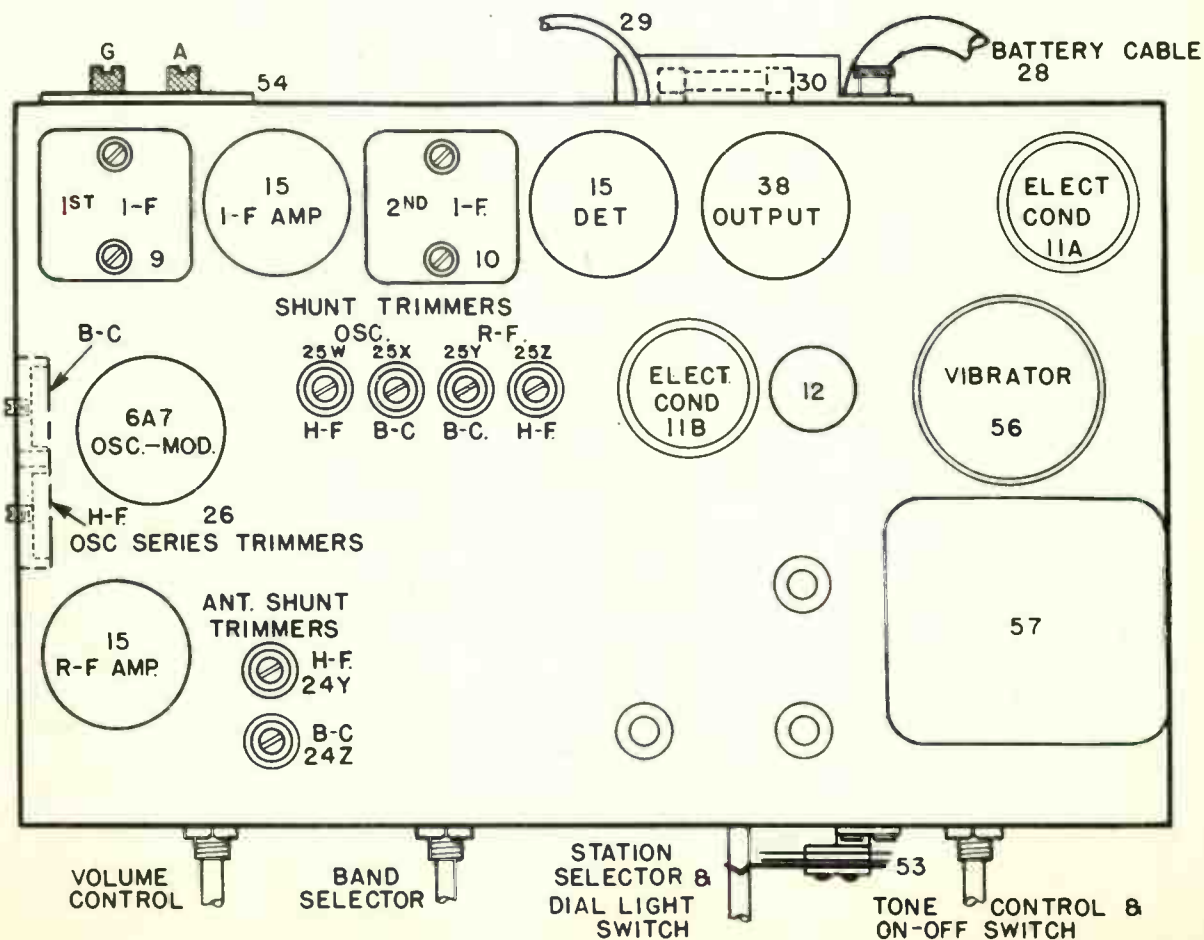 G A
54
29
30
BATTERY CABLE
28
1ST I-F
9
15
I-F AMP
2ND I-F.
10
15
DET
38
OUTPUT
ELECT
COND
11A
B-C
SHUNT TRIMMERS
OSC. R-F.
25W 25X 25Y 25Z
H-F B-C B-C. H-F.
6A7
OSC.-MOD.
ELECT.
COND
11B
12
VIBRATOR
56
H-F. 26
OSC SERIES TRIMMERS
15
R-F AMP.
ANT. SHUNT
TRIMMERS
H-F.
24Y
B-C
24Z
57
VOLUME
CONTROL
BAND
SELECTOR
STATION
SELECTOR &
DIAL LIGHT
SWITCH
53
TONE CONTROL &
ON-OFF SWITCH